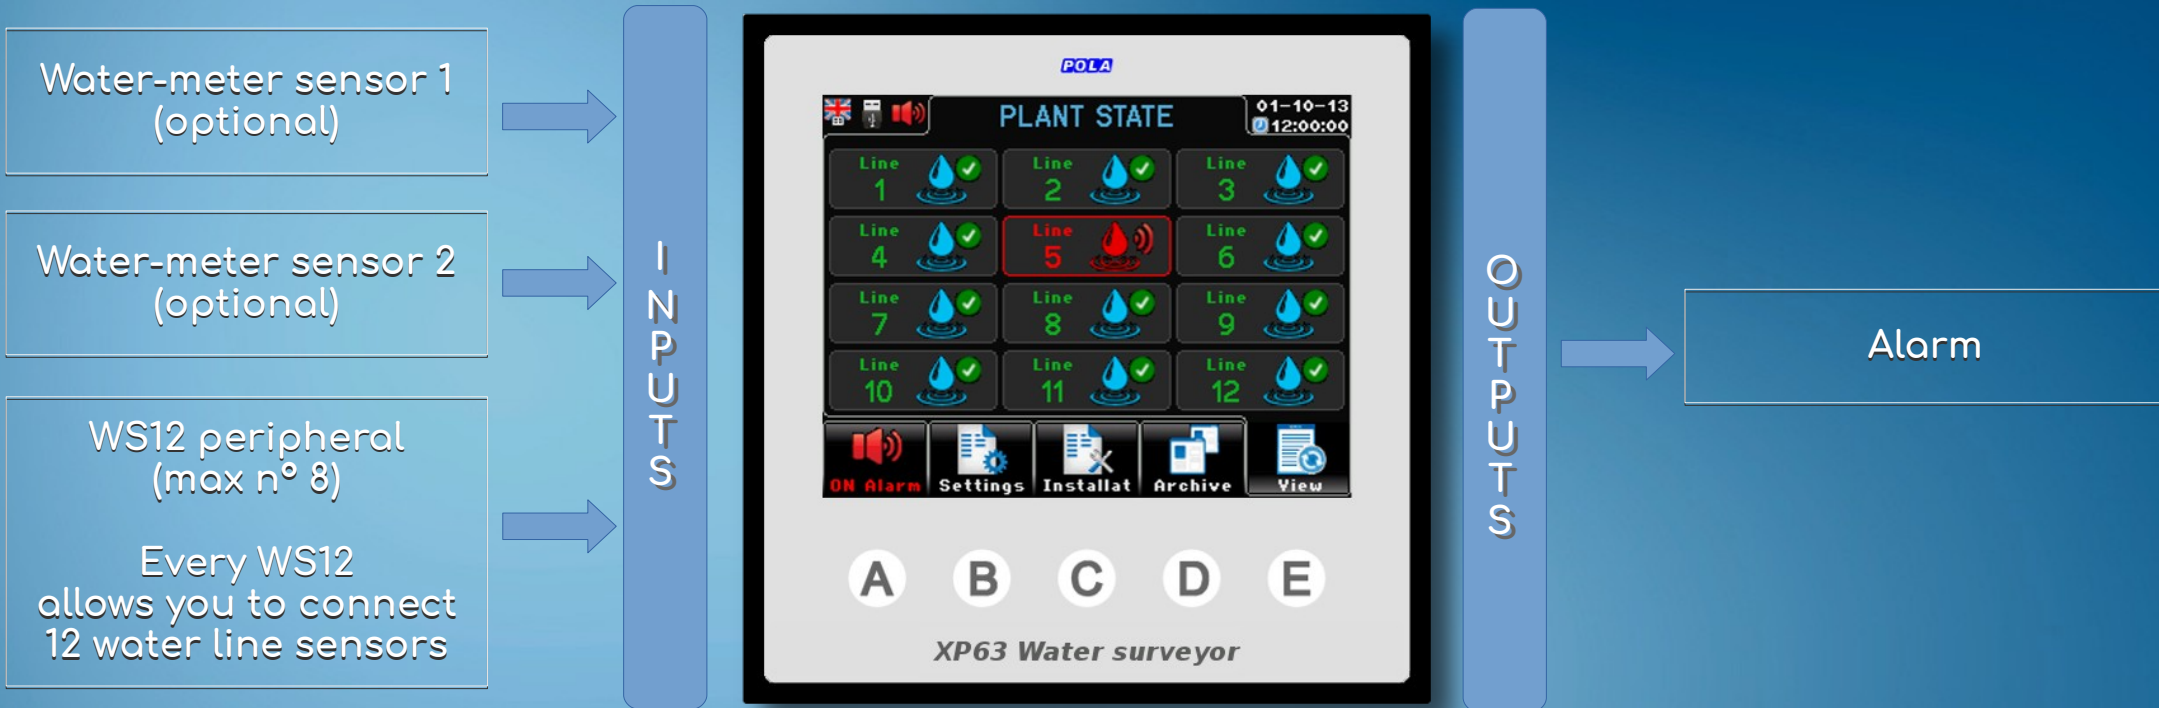 Water-meter sensor 1
(optional)
Water-meter sensor 2
(optional)
WS12 peripheral
(max n° 8)
Every WS12
allows you to connect
12 water line sensors
INPUTS
POLA
PLANT STATE
01-10-13
12:00:00
Line
1
Line
2
Line
3
Line
4
Line
5
Line
6
Line
7
Line
8
Line
9
Line
10
Line
11
Line
12
ON Alarm
Settings
Installat
Archive
View
A B C D E
XP63 Water surveyor
OUTPUTS
Alarm